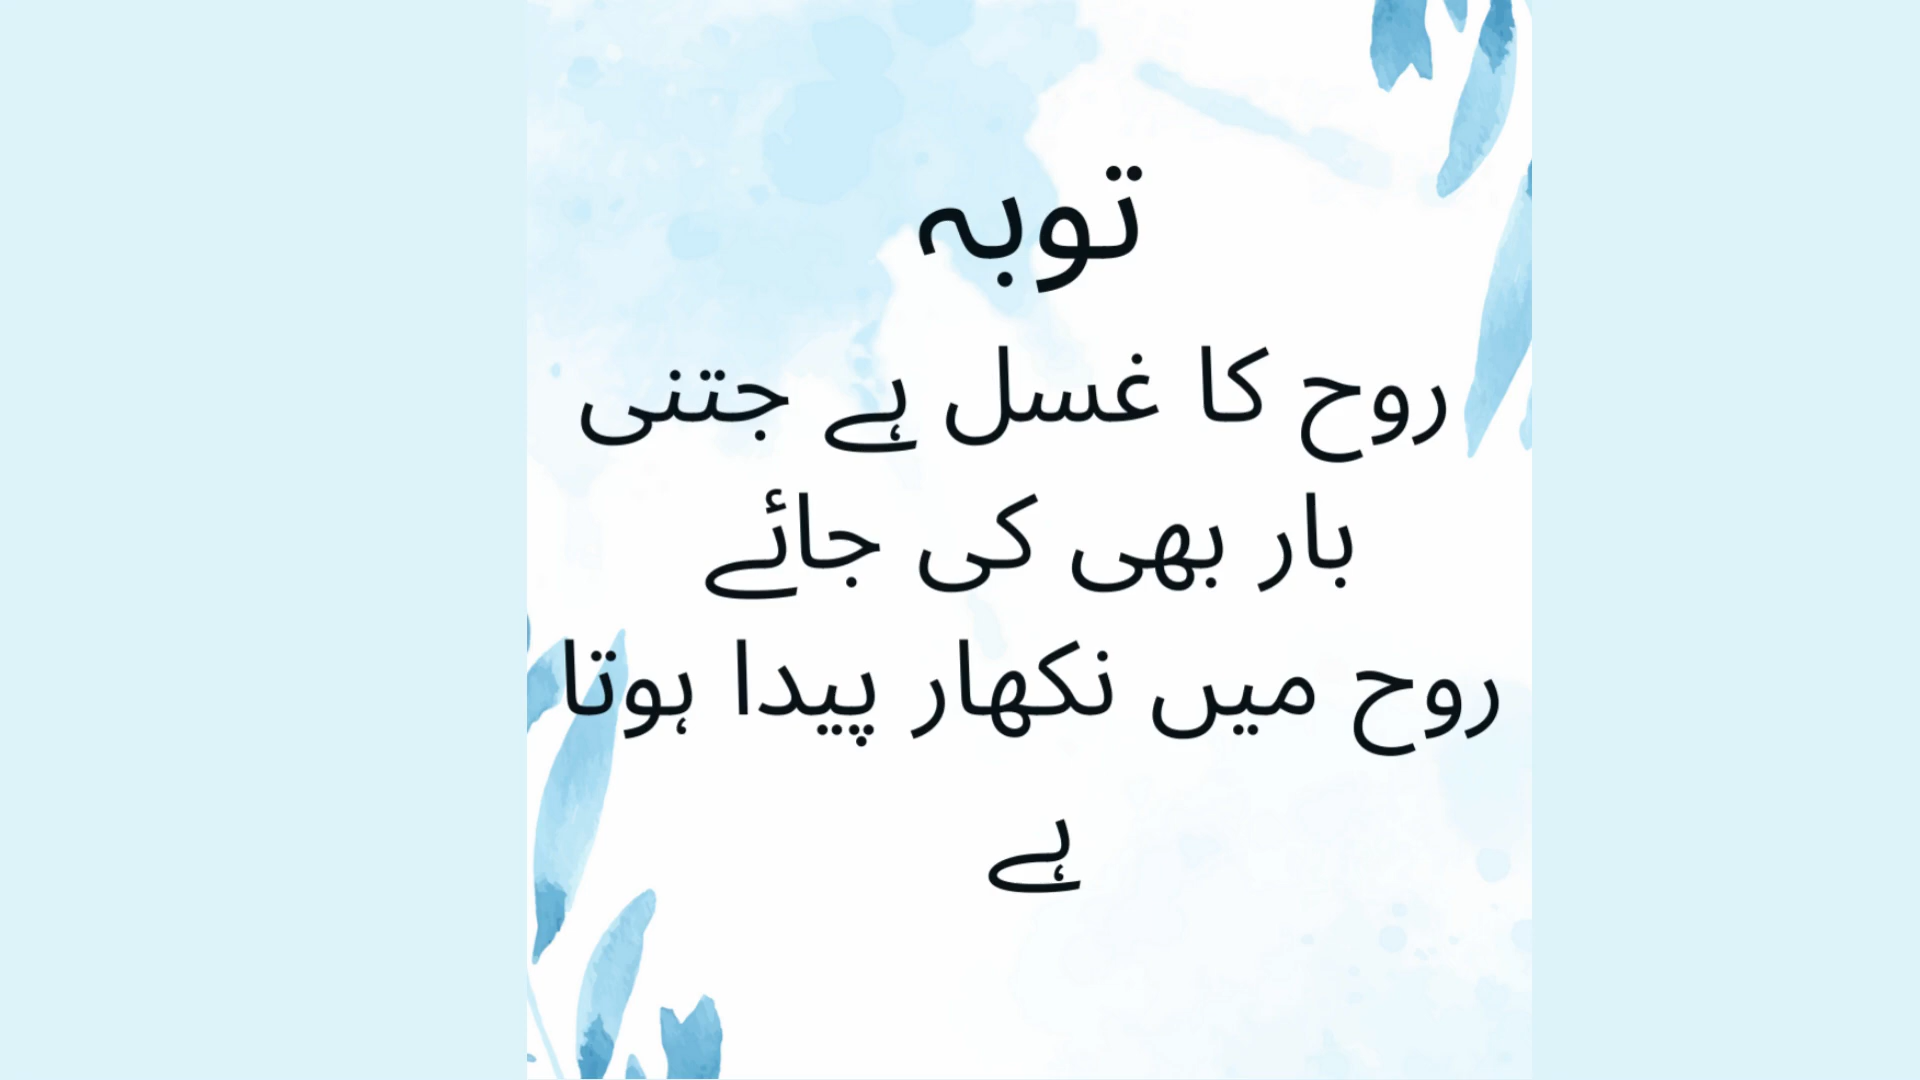 توبہ
روح کا غسل ہے جتنی
بار بھی کی جائے
روح میں نکھار پیدا ہوتا
ہے